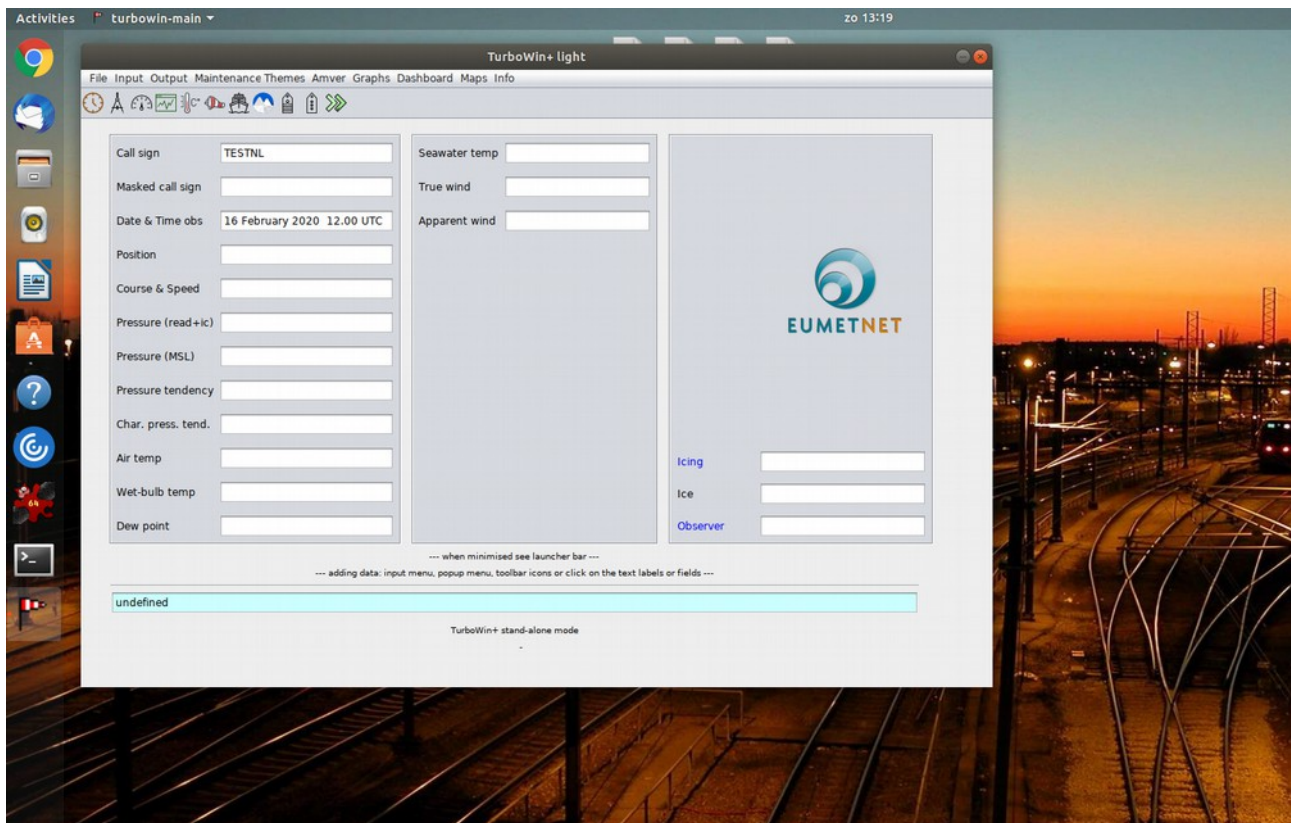 Activities turbowin-main zo 13:19
TurboWin+ light
File Input Output Maintenance Themes Amver Graphs Dashboard Maps Info
Call sign TESTNL
Masked call sign
Date & Time obs 16 February 2020 12.00 UTC
Position
Course & Speed
Pressure (read+ic)
Pressure (MSL)
Pressure tendency
Char. press. tend.
Air temp
Wet-bulb temp
Dew point
Seawater temp
True wind
Apparent wind
EUMETNET
Icing
Ice
Observer
--- when minimised see launcher bar ---
--- adding data: input menu, popup menu, toolbar icons or click on the text labels or fields ---
undefined
TurboWin+ stand-alone mode
-
A
?
64
>_